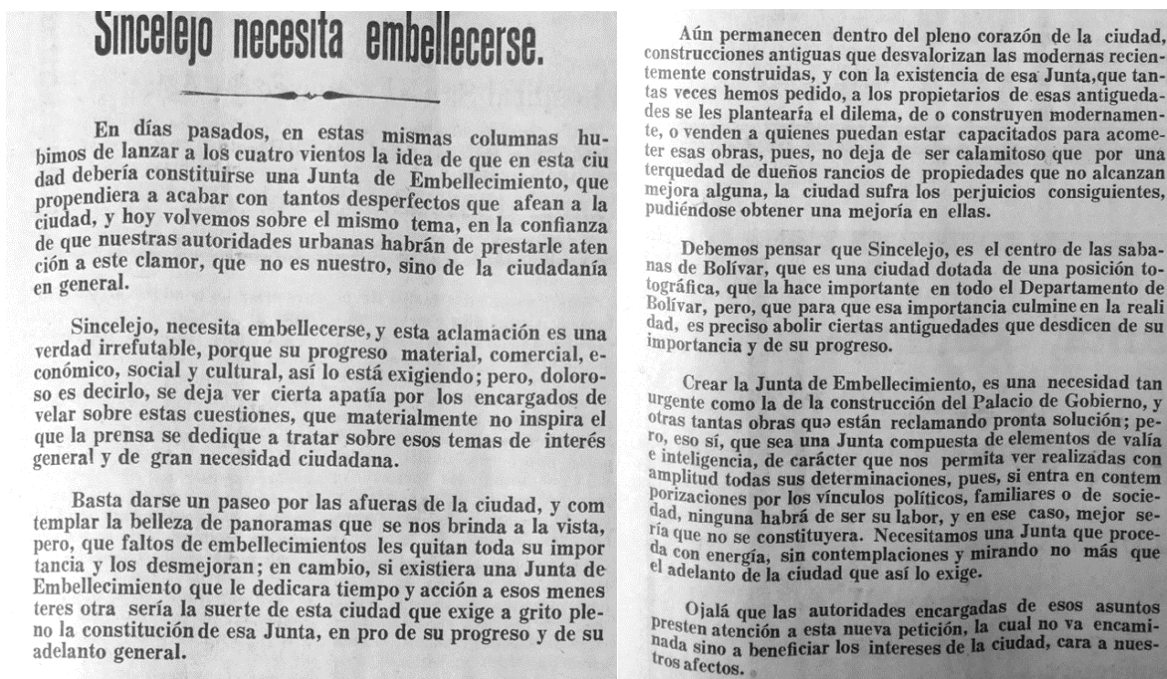 Sincelejo necesita embellecerse.
En días pasados, en estas mismas columnas hu-
bimos de lanzar a los cuatro vientos la idea de que en esta ciu
dad debería constituirse una Junta de Embellecimiento, que
propendiera a acabar con tantos desperfectos que afean a la
ciudad, y hoy volvemos sobre el mismo tema, en la confianza
de que nuestras autoridades urbanas habrán de prestarle aten
ción a este clamor, que no es nuestro, sino de la ciudadanía
en general.
Sincelejo, necesita embellecerse, y esta aclamación es una
verdad irrefutable, porque su progreso material, comercial, e-
conómico, social y cultural, así lo está exigiendo; pero, doloro-
so es decirlo, se deja ver cierta apatía por los encargados de
velar sobre estas cuestiones, que materialmente no inspira el
que la prensa se dedique a tratar sobre esos temas de interés
general y de gran necesidad ciudadana.
Basta darse un paseo por las afueras de la ciudad, y com
templar la belleza de panoramas que se nos brinda a la vista,
pero, que faltos de embellecimientos les quitan toda su impor
tancia y los desmejoran; en cambio, si existiera una Junta de
Embellecimiento que le dedicara tiempo y acción a esos menes
teres otra sería la suerte de esta ciudad que exige a grito ple-
no la constitución de esa Junta, en pro de su progreso y de su
adelanto general.
Aún permanecen dentro del pleno corazón de la ciudad,
construcciones antiguas que desvalorizan las modernas recien-
temente construidas, y con la existencia de esa Junta,que tan-
tas veces hemos pedido, a los propietarios de esas antigueda-
des se les plantearía el dilema, de o construyen modernamen-
te, o venden a quienes puedan estar capacitados para acome-
ter esas obras, pues, no deja de ser calamitoso que por una
terquedad de dueños rancios de propiedades que no alcanzan
mejora alguna, la ciudad sufra los perjuicios consiguientes,
pudiéndose obtener una mejoría en ellas.
Debemos pensar que Sincelejo, es el centro de las saba-
nas de Bolívar, que es una ciudad dotada de una posición to-
tográfica, que la hace importante en todo el Departamento de
Bolívar, pero, que para que esa importancia culmine en la reali
dad, es preciso abolir ciertas antiguedades que desdicen de su
importancia y de su progreso.
Crear la Junta de Embellecimiento, es una necesidad tan
urgente como la de la construcción del Palacio de Gobierno, y
otras tantas obras que están reclamando pronta solución; pe-
ro, eso sí, que sea una Junta compuesta de elementos de valía
e inteligencia, de carácter que nos permita ver realizadas con
amplitud todas sus determinaciones, pues, si entra en contem
porizaciones por los vínculos políticos, familiares o de socie-
dad, ninguna habrá de ser su labor, y en ese caso, mejor se-
ría que no se constituyera. Necesitamos una Junta que proce-
da con energía, sin contemplaciones y mirando no más que
el adelanto de la ciudad que así lo exige.
Ojalá que las autoridades encargadas de esos asuntos
presten atención a esta nueva petición, la cual no va encami-
nada sino a beneficiar los intereses de la ciudad, cara a nues-
tros afectos.